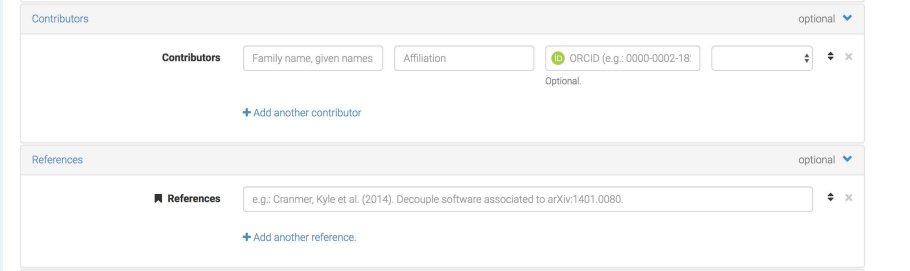 Contributors optional
Contributors Family name, given names Affiliation iD ORCID (e.g.: 0000-0002-18
Optional.
Add another contributor
References optional
References e.g.: Cranmer, Kyle et al. (2014). Decouple software associated to arXiv:1401.0080.
Add another reference.